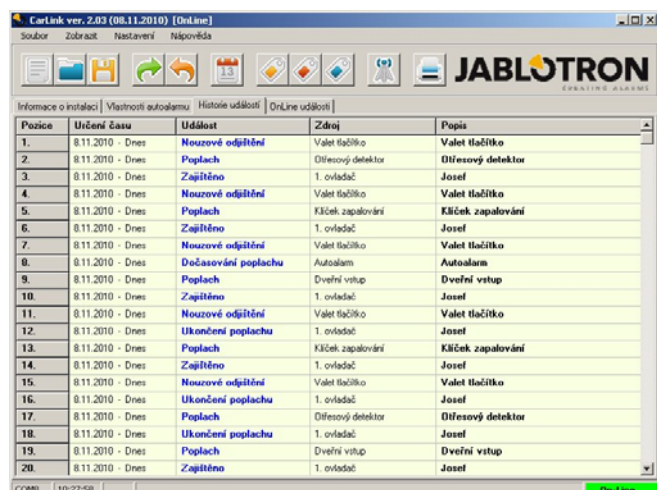 CarLink ver. 2.03 (08.11.2010) [OnLine]
Soubor Zobrazit Nastavení Nápověda
13
JABLOTRON
CREATING ALARMS
Informace o instalaci Vlastnosti autoalarmu Historie událostí OnLine události
Pozice Určení času Událost Zdroj Popis
1. 8.11.2010 - Dnes Nouzové odjištění Valet tlačítko Valet tlačítko
2. 8.11.2010 - Dnes Poplach Otřesový detektor Otřesový detektor
3. 8.11.2010 - Dnes Zajištěno 1. ovladač Josef
4. 8.11.2010 - Dnes Nouzové odjištění Valet tlačítko Valet tlačítko
5. 8.11.2010 - Dnes Poplach Klíček zapalování Klíček zapalování
6. 8.11.2010 - Dnes Zajištěno 1. ovladač Josef
7. 8.11.2010 - Dnes Nouzové odjištění Valet tlačítko Valet tlačítko
8. 8.11.2010 - Dnes Dočasování poplachu Autoalarm Autoalarm
9. 8.11.2010 - Dnes Poplach Dveřní vstup Dveřní vstup
10. 8.11.2010 - Dnes Zajištěno 1. ovladač Josef
11. 8.11.2010 - Dnes Nouzové odjištění Valet tlačítko Valet tlačítko
12. 8.11.2010 - Dnes Ukončení poplachu 1. ovladač Josef
13. 8.11.2010 - Dnes Poplach Klíček zapalování Klíček zapalování
14. 8.11.2010 - Dnes Zajištěno 1. ovladač Josef
15. 8.11.2010 - Dnes Nouzové odjištění Valet tlačítko Valet tlačítko
16. 8.11.2010 - Dnes Ukončení poplachu 1. ovladač Josef
17. 8.11.2010 - Dnes Poplach Otřesový detektor Otřesový detektor
18. 8.11.2010 - Dnes Ukončení poplachu 1. ovladač Josef
19. 8.11.2010 - Dnes Poplach Dveřní vstup Dveřní vstup
20. 8.11.2010 - Dnes Zajištěno 1. ovladač Josef